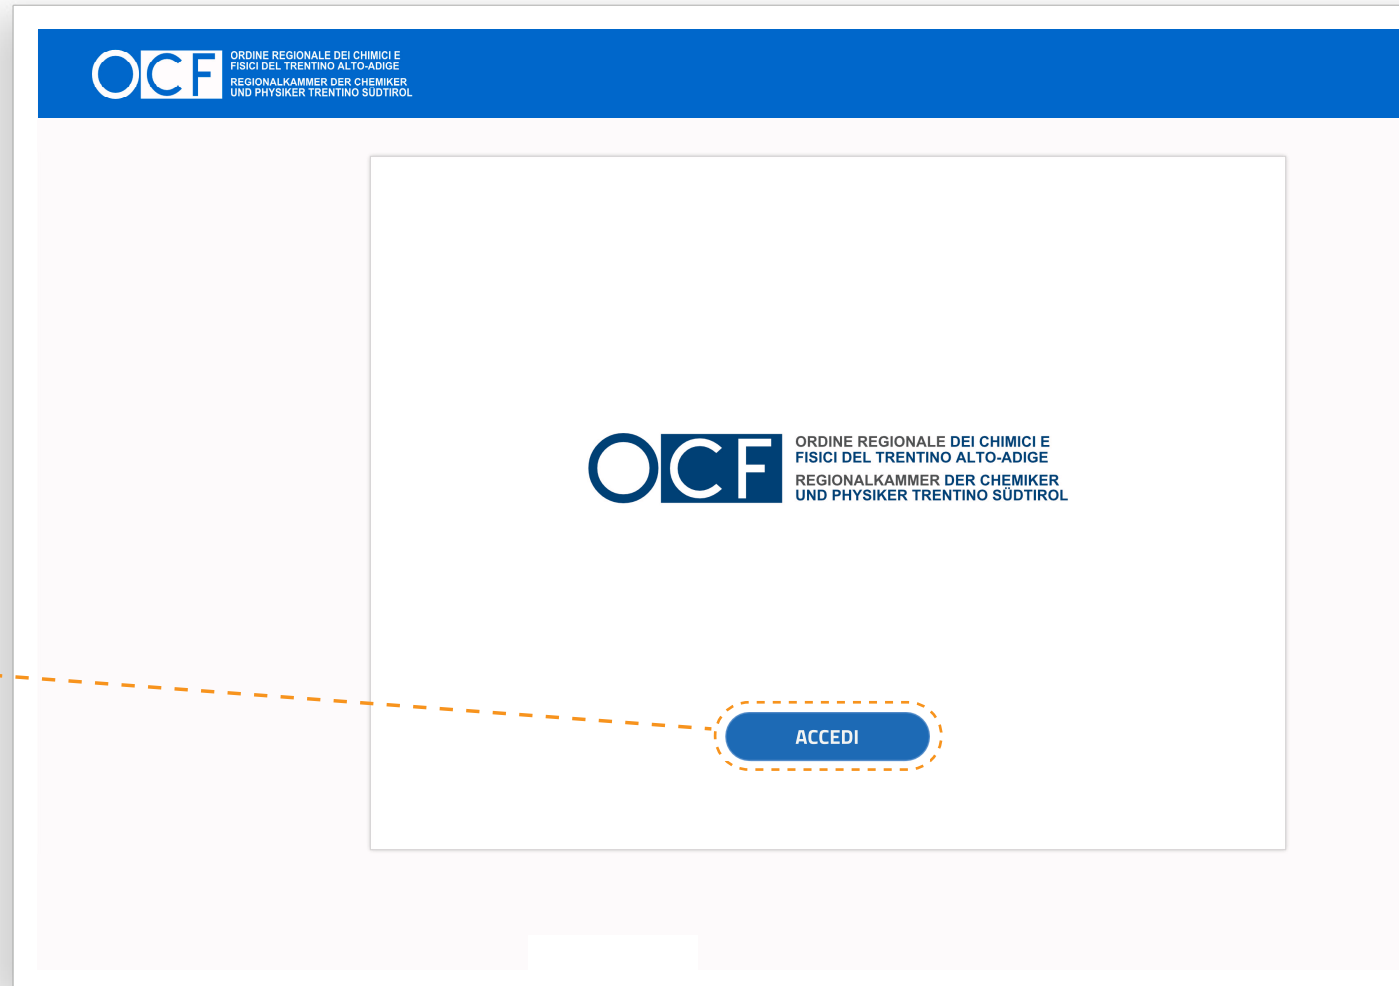 OCF
ORDINE REGIONALE DEI CHIMICI E
FISICI DEL TRENTINO ALTO-ADIGE
REGIONALKAMMER DER CHEMIKER
UND PHYSIKER TRENTINO SÜDTIROL
OCF
ORDINE REGIONALE DEI CHIMICI E
FISICI DEL TRENTINO ALTO-ADIGE
REGIONALKAMMER DER CHEMIKER
UND PHYSIKER TRENTINO SÜDTIROL
ACCEDI